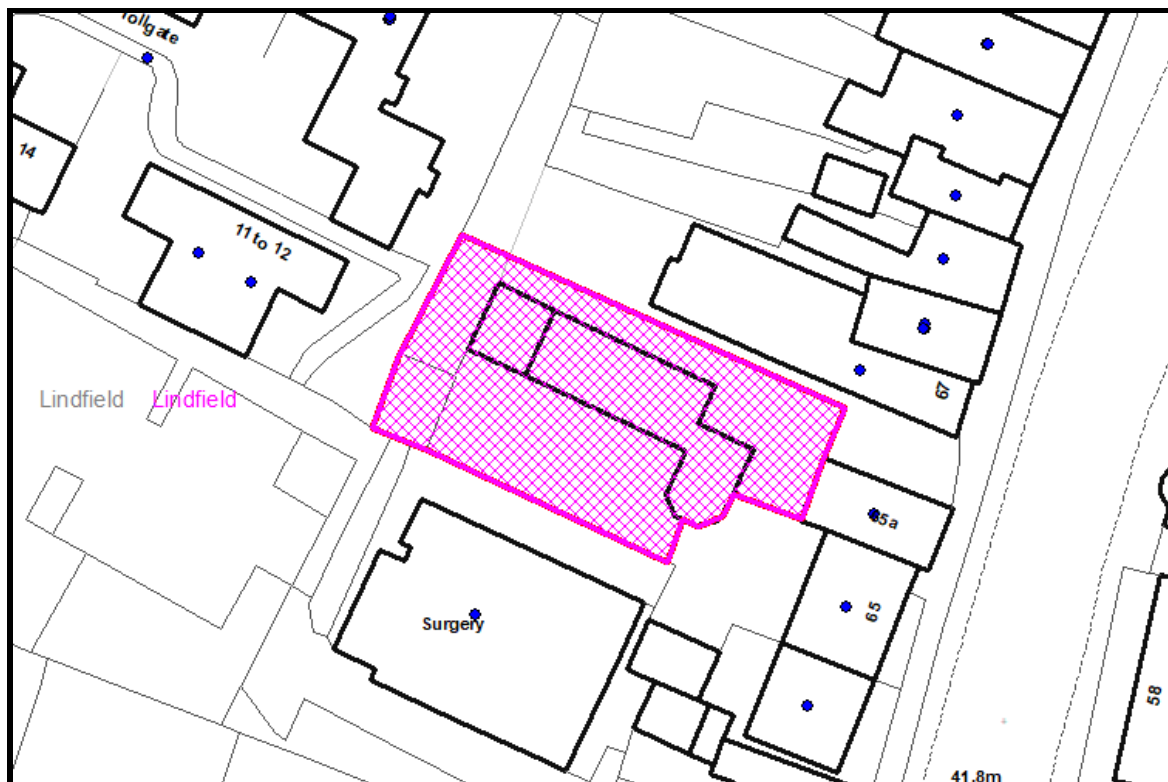 Tollgate
14
11 to 12
Lindfield Lindfield
67
65a
65
Surgery
58
41.8m